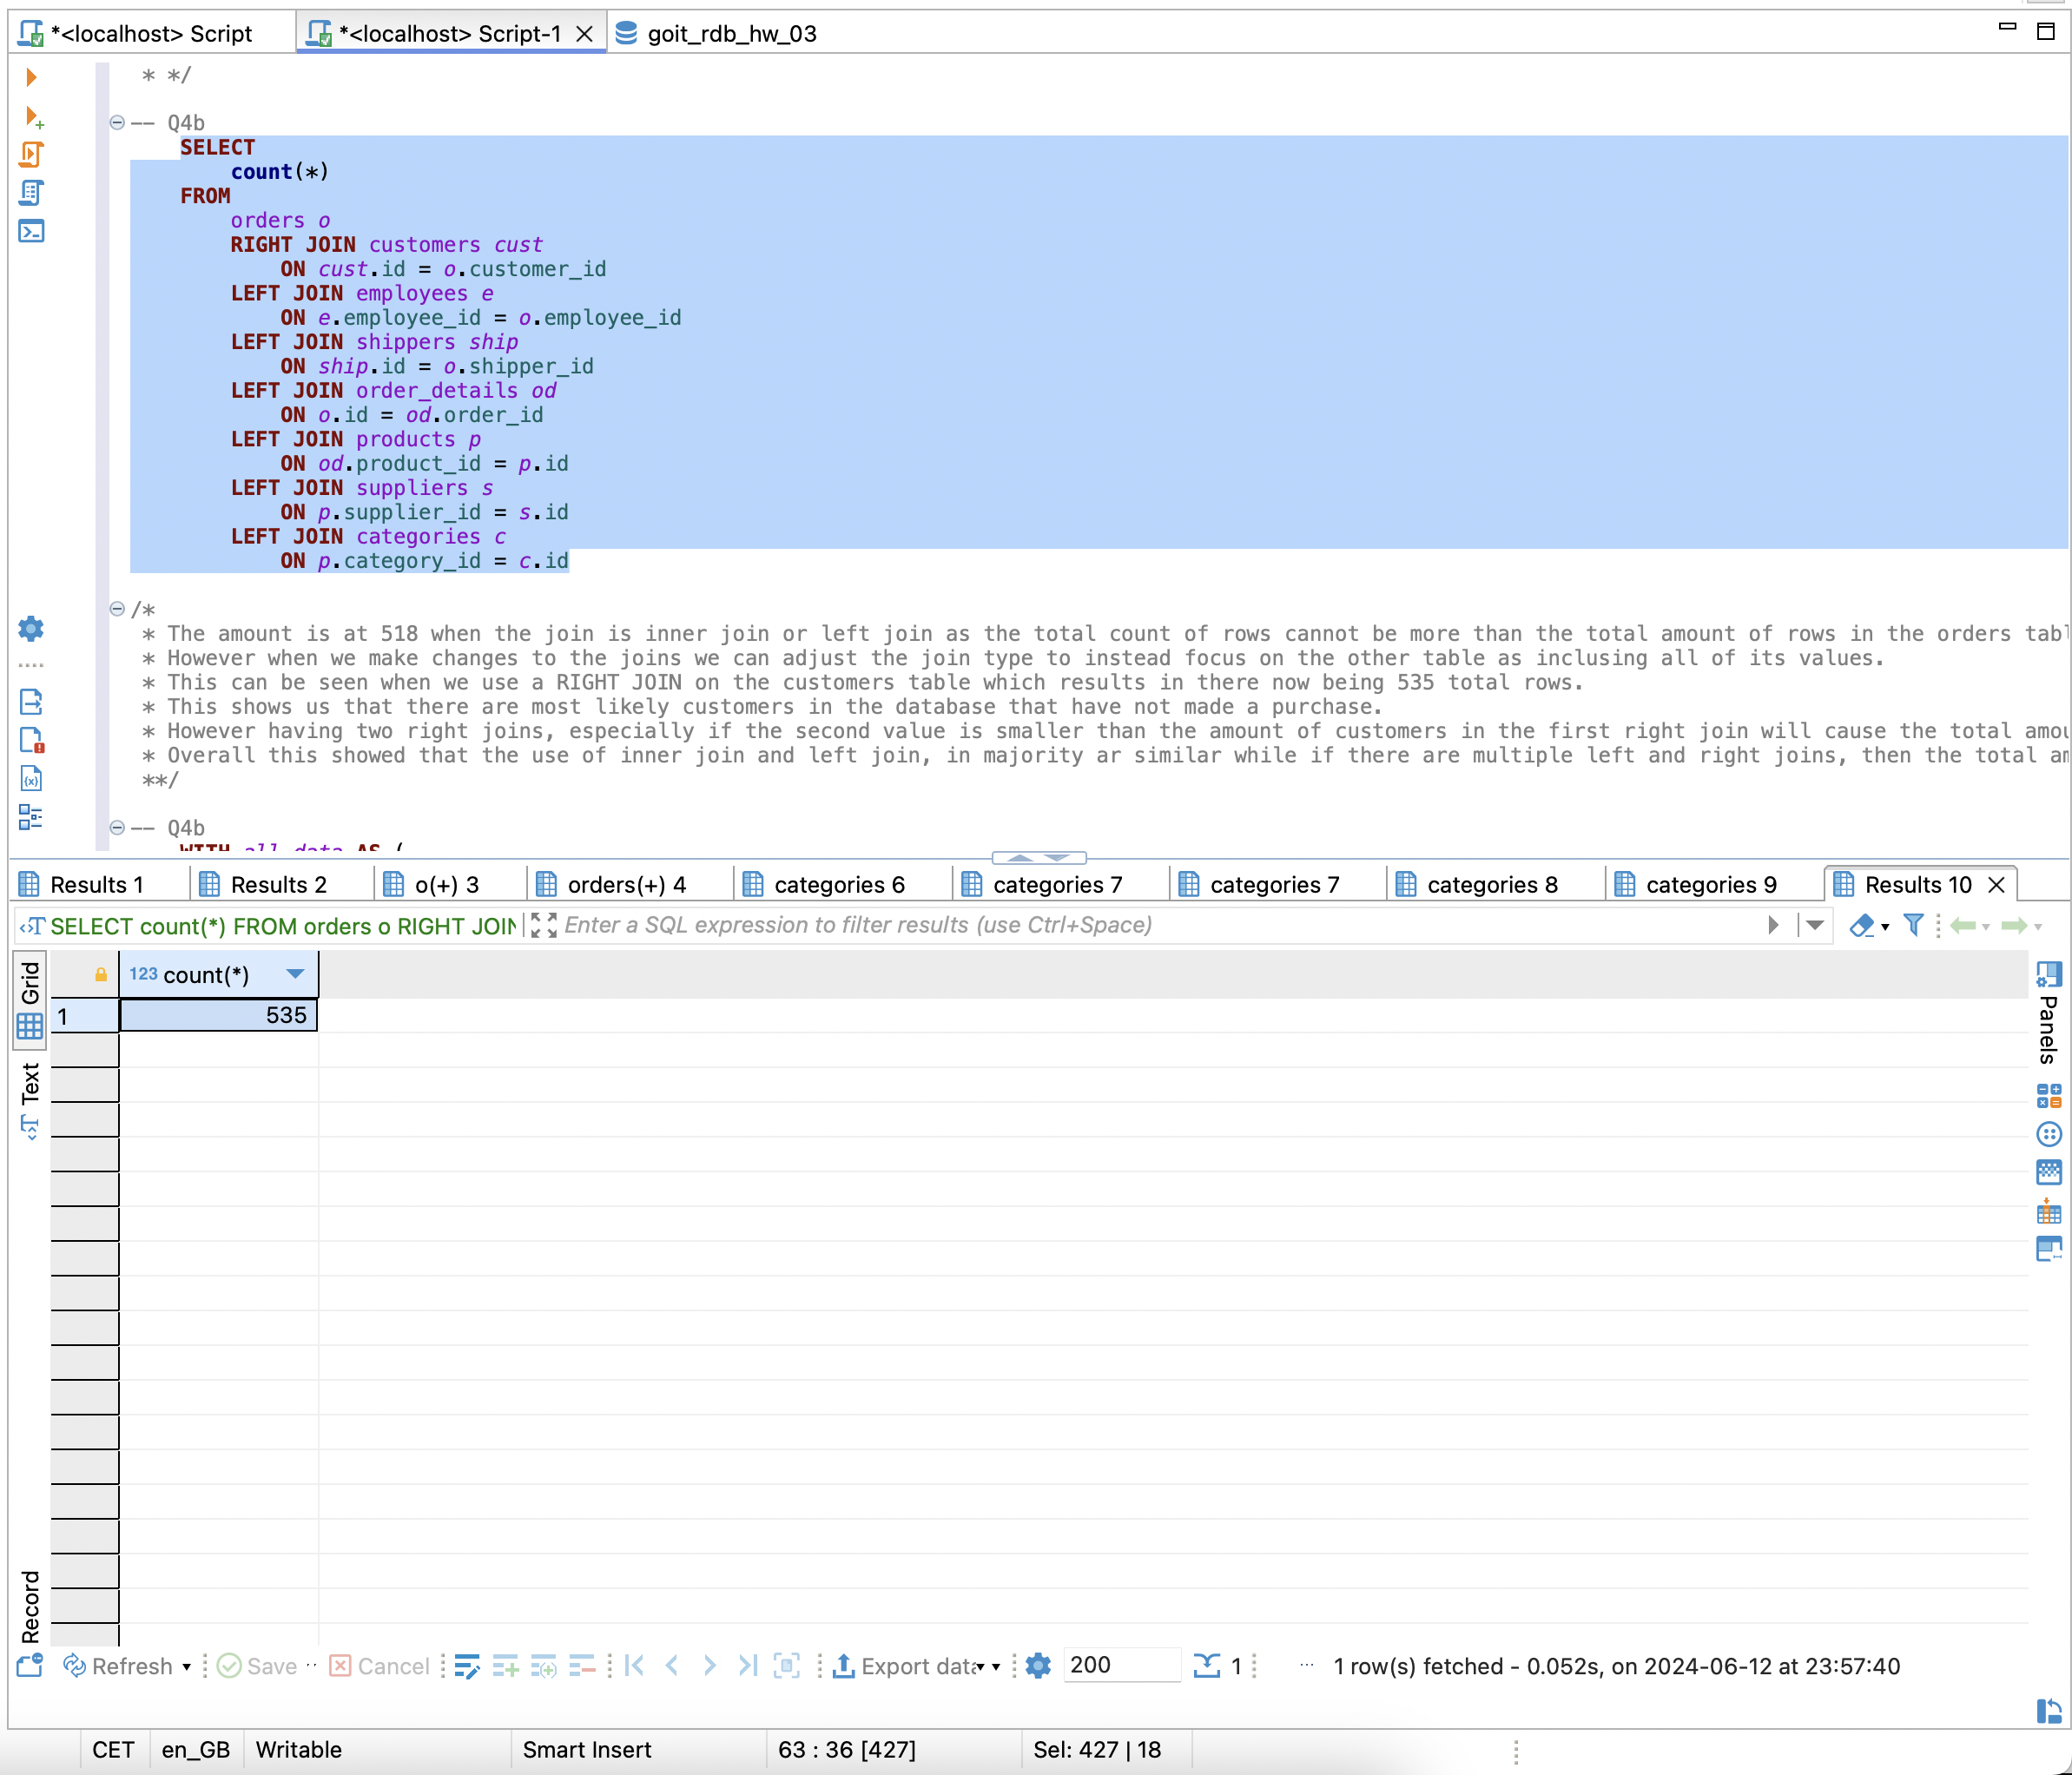 *<localhost> Script
*<localhost> Script-1
goit_rdb_hw_03
* */
-- Q4b
SELECT
count(*)
FROM
orders o
RIGHT JOIN customers cust
ON cust.id = o.customer_id
LEFT JOIN employees e
ON e.employee_id = o.employee_id
LEFT JOIN shippers ship
ON ship.id = o.shipper_id
LEFT JOIN order_details od
ON o.id = od.order_id
LEFT JOIN products p
ON od.product_id = p.id
LEFT JOIN suppliers s
ON p.supplier_id = s.id
LEFT JOIN categories c
ON p.category_id = c.id
/*
* The amount is at 518 when the join is inner join or left join as the total count of rows cannot be more than the total amount of rows in the orders tabl
* However when we make changes to the joins we can adjust the join type to instead focus on the other table as inclusing all of its values.
* This can be seen when we use a RIGHT JOIN on the customers table which results in there now being 535 total rows.
* This shows us that there are most likely customers in the database that have not made a purchase.
* However having two right joins, especially if the second value is smaller than the amount of customers in the first right join will cause the total amou
* Overall this showed that the use of inner join and left join, in majority ar similar while if there are multiple left and right joins, then the total am
**/
-- Q4b
WITH all_data AS (
Results 1
Results 2
o(+) 3
orders(+) 4
categories 6
categories 7
categories 7
categories 8
categories 9
Results 10
SELECT count(*) FROM orders o RIGHT JOIN
Enter a SQL expression to filter results (use Ctrl+Space)
Grid
123 count(*)
1
535
Text
Panels
Record
Refresh
Save
Cancel
Export data
200
1
1 row(s) fetched - 0.052s, on 2024-06-12 at 23:57:40
CET
en_GB
Writable
Smart Insert
63 : 36 [427]
Sel: 427 | 18